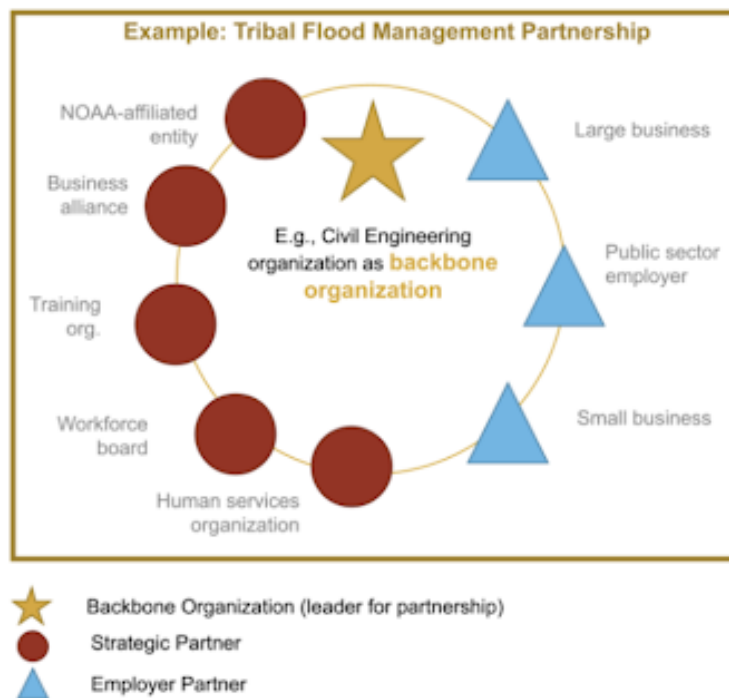 Example: Tribal Flood Management Partnership
NOAA-affiliated
entity
Large business
Business
alliance
E.g., Civil Engineering
organization as backbone
organization
Public sector
employer
Training
org.
Workforce
board
Small business
Human services
organization
Backbone Organization (leader for partnership)
Strategic Partner
Employer Partner